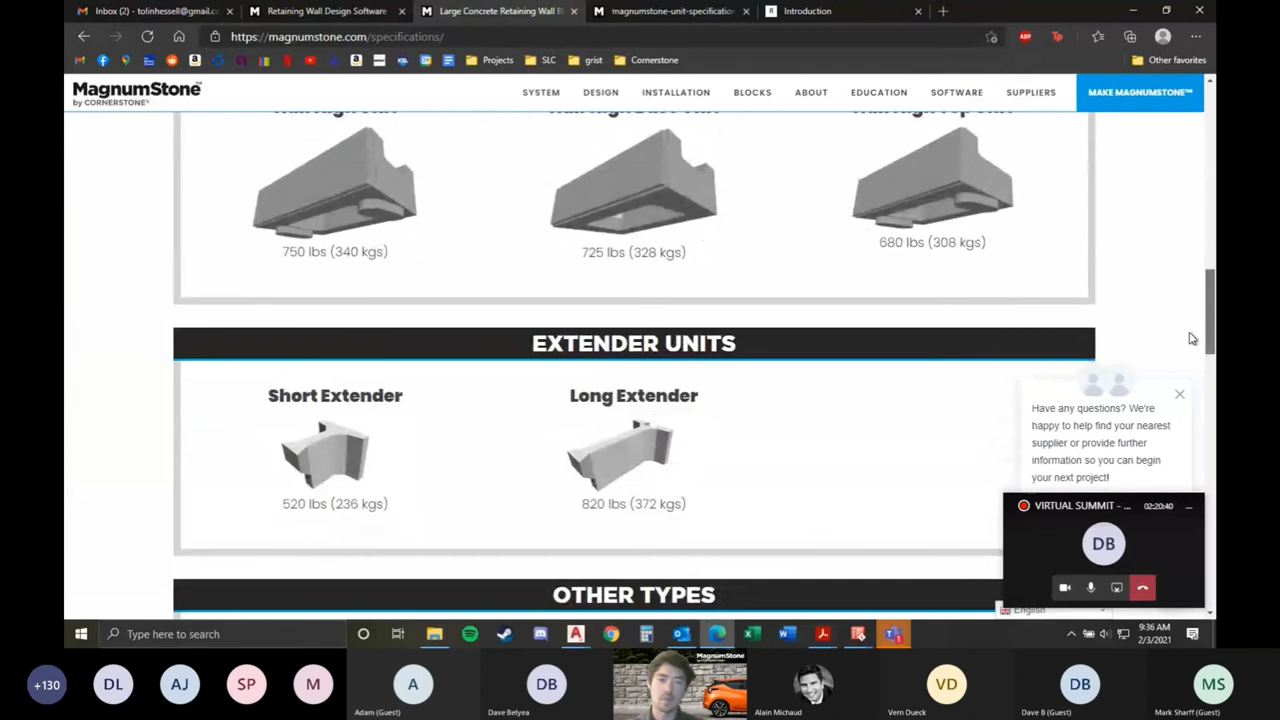 Inbox (2) - tolinhessell@gmail.co
Retaining Wall Design Software
Large Concrete Retaining Wall B
magnumstone-unit-specification
Introduction
https://magnumstone.com/specifications/
Projects
SLC
grist
Cornerstone
Other favorites
MagnumStone™
by CORNERSTONE®
SYSTEM
DESIGN
INSTALLATION
BLOCKS
ABOUT
EDUCATION
SOFTWARE
SUPPLIERS
MAKE MAGNUMSTONE™
750 lbs (340 kgs)
725 lbs (328 kgs)
680 lbs (308 kgs)
EXTENDER UNITS
Short Extender
Long Extender
520 lbs (236 kgs)
820 lbs (372 kgs)
Have any questions? We're
happy to help find your nearest
supplier or provide further
information so you can begin
your next project!
VIRTUAL SUMMIT - ...
02:20:40
DB
OTHER TYPES
English
Type here to search
9:36 AM
2/3/2021
+130
DL
AJ
SP
M
A
Adam (Guest)
DB
Dave Belyea
MagnumStone
Alain Michaud
VD
Vern Dueck
DB
Dave B (Guest)
MS
Mark Sharff (Guest)